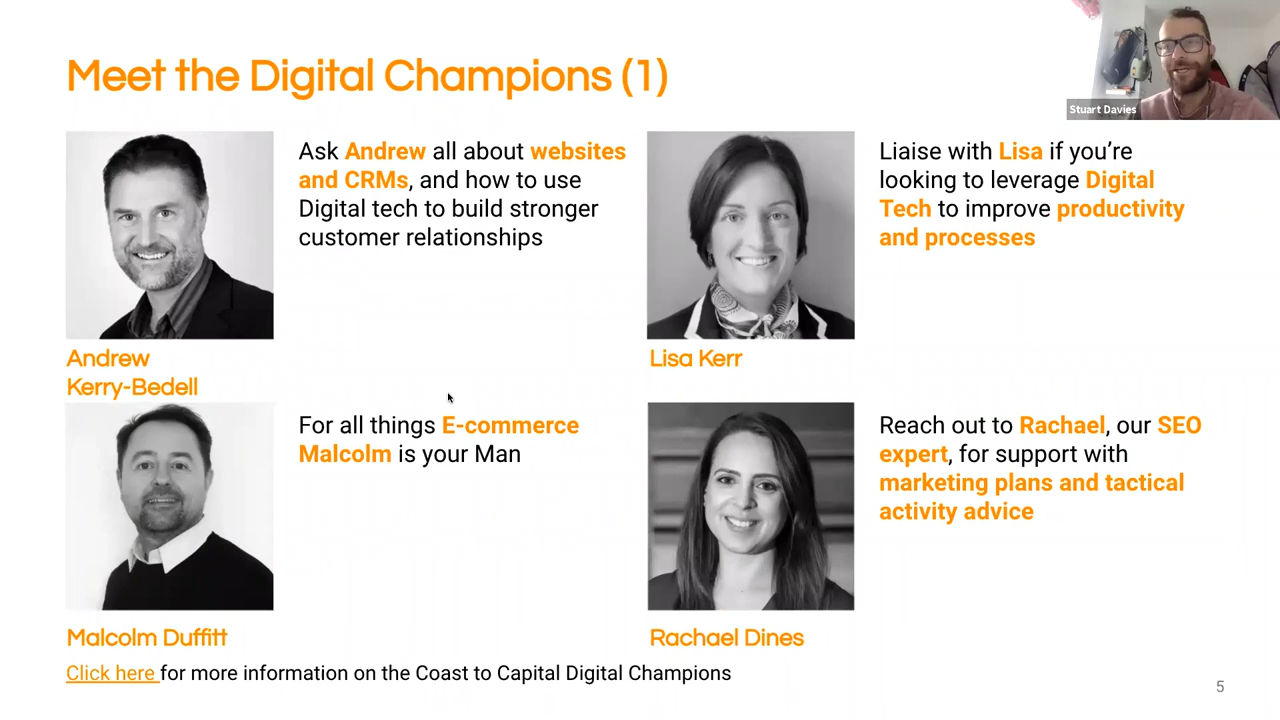 Meet the Digital Champions (1)
Stuart Davies
Ask Andrew all about websites
and CRMs, and how to use
Digital tech to build stronger
customer relationships
Andrew
Kerry-Bedell
Liaise with Lisa if you’re
looking to leverage Digital
Tech to improve productivity
and processes
Lisa Kerr
For all things E-commerce
Malcolm is your Man
Malcolm Duffitt
Reach out to Rachael, our SEO
expert, for support with
marketing plans and tactical
activity advice
Rachael Dines
Click here for more information on the Coast to Capital Digital Champions
5